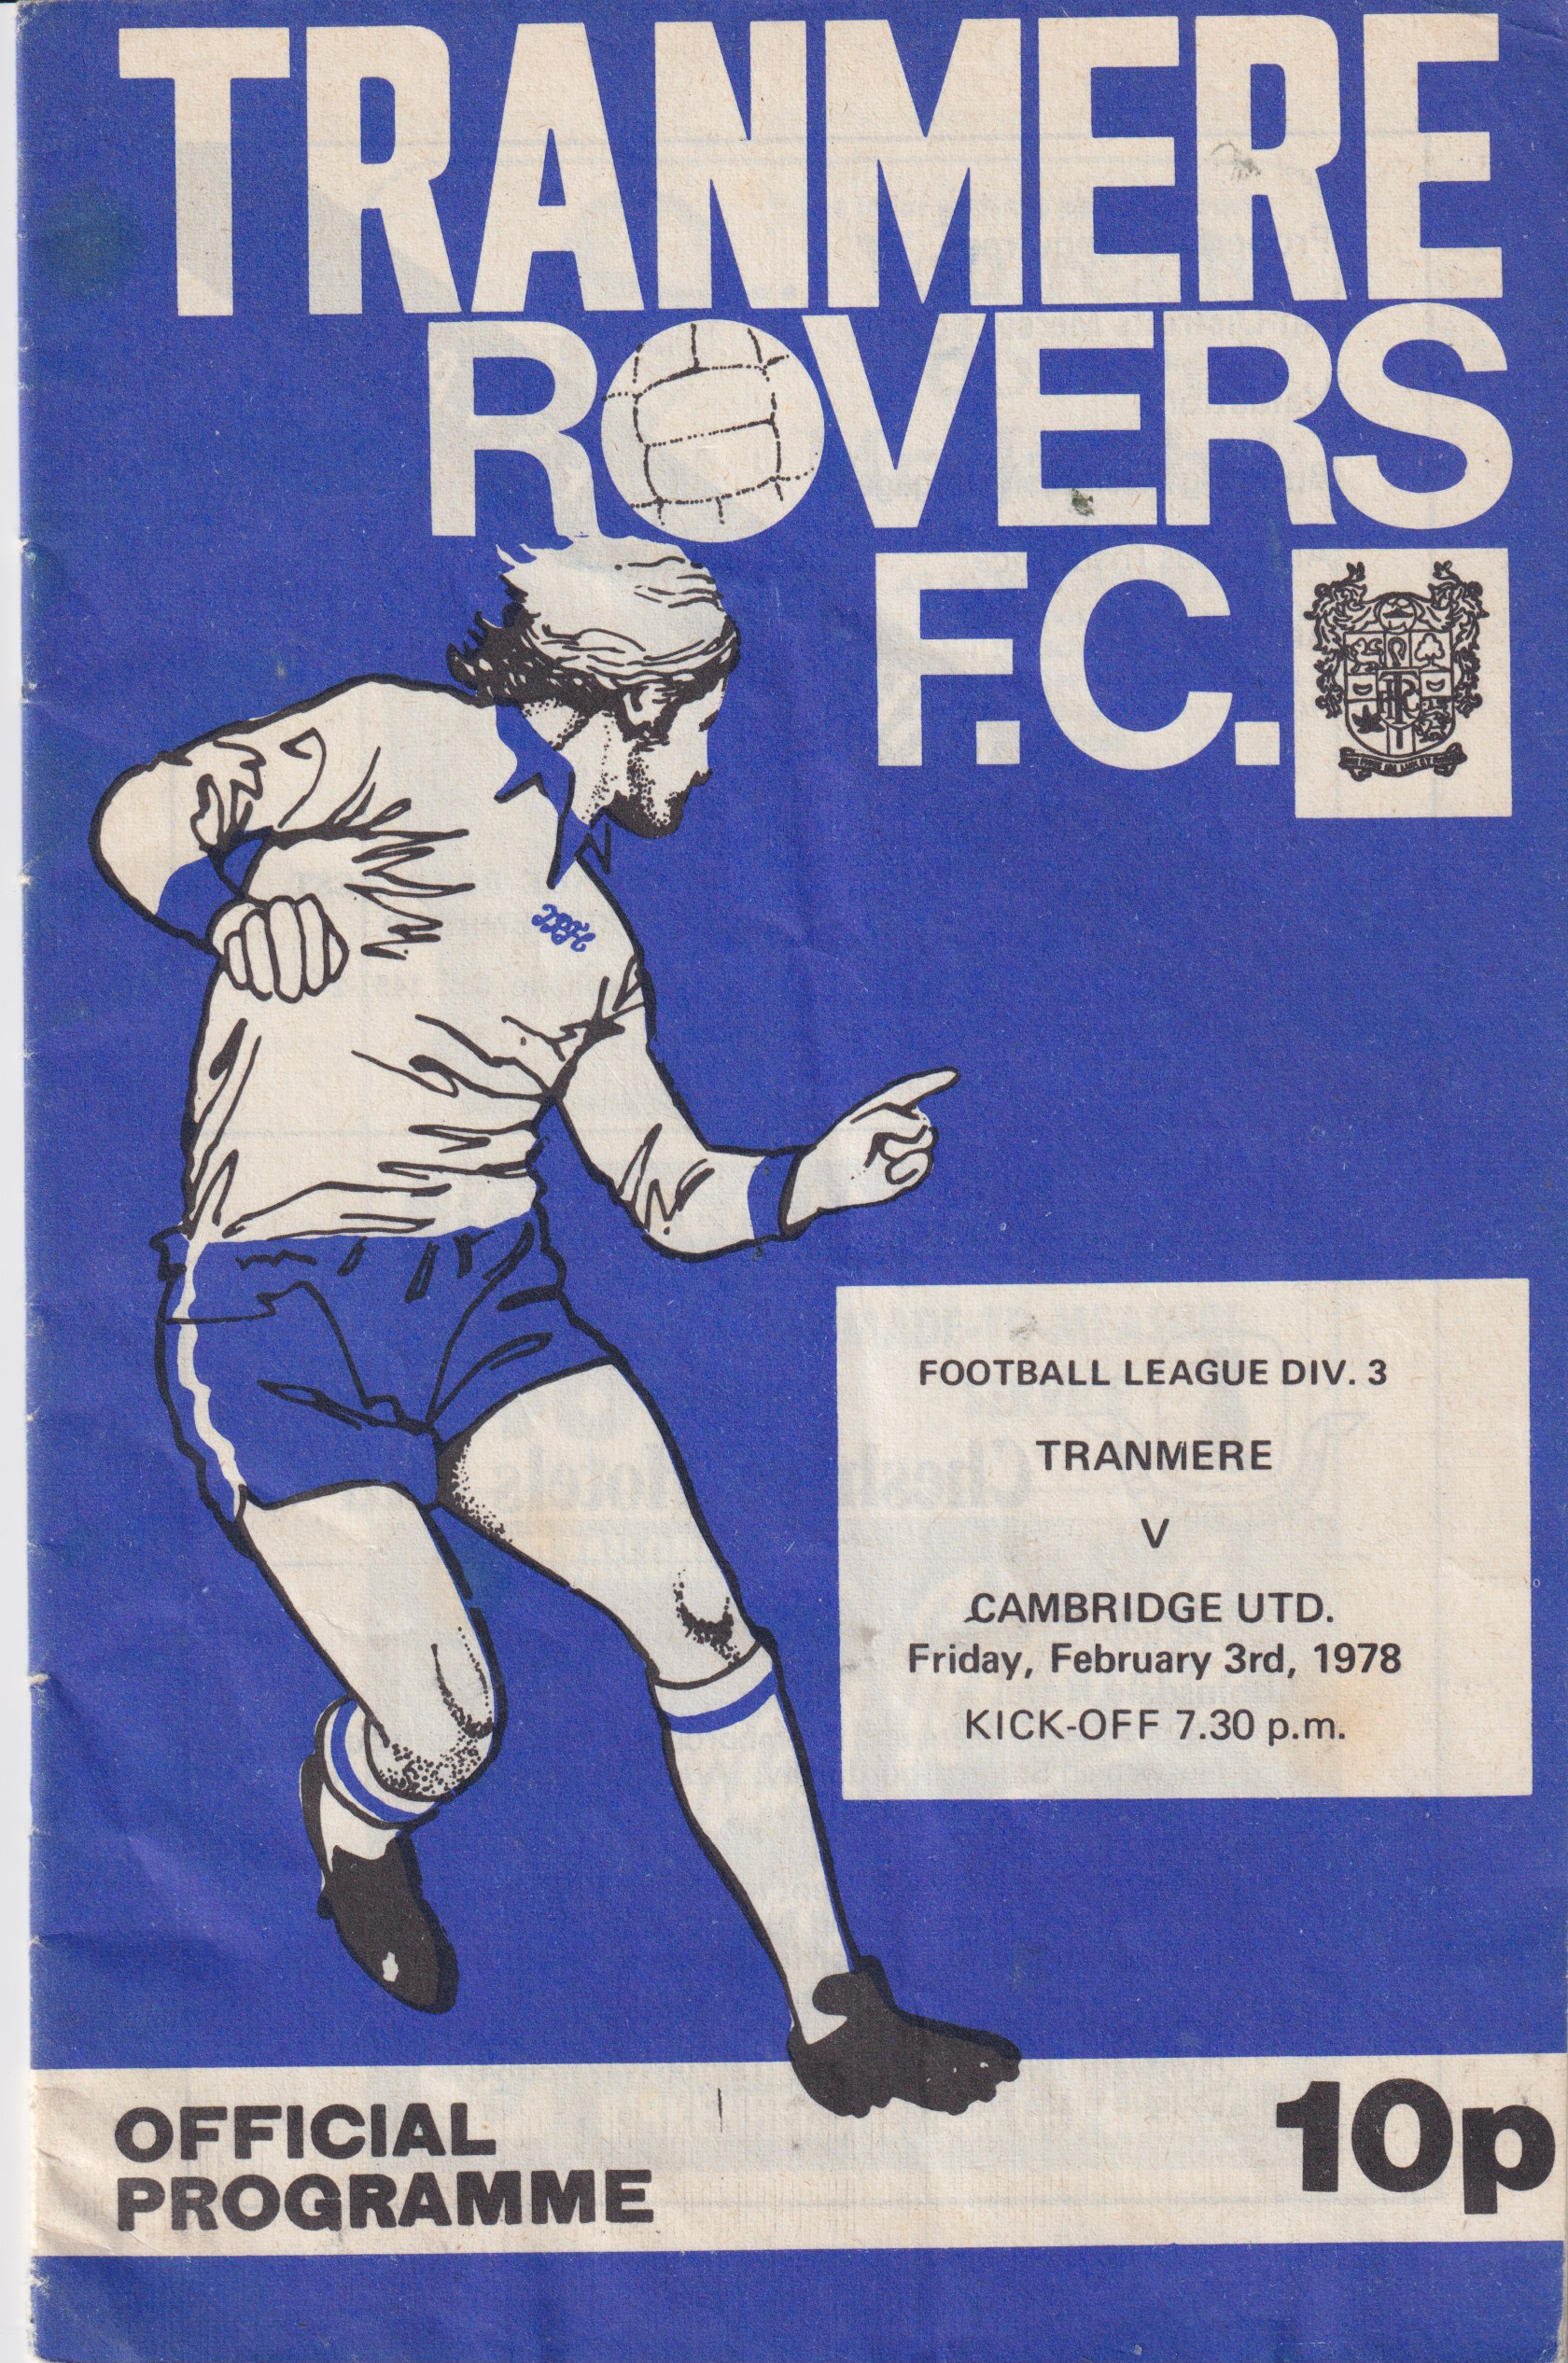 TRANMERE
ROVERS
F.C.
FOOTBALL LEAGUE DIV. 3
TRANMERE
V
CAMBRIDGE UTD.
Friday, February 3rd, 1978
KICK-OFF 7.30 p.m.
OFFICIAL
PROGRAMME
10p